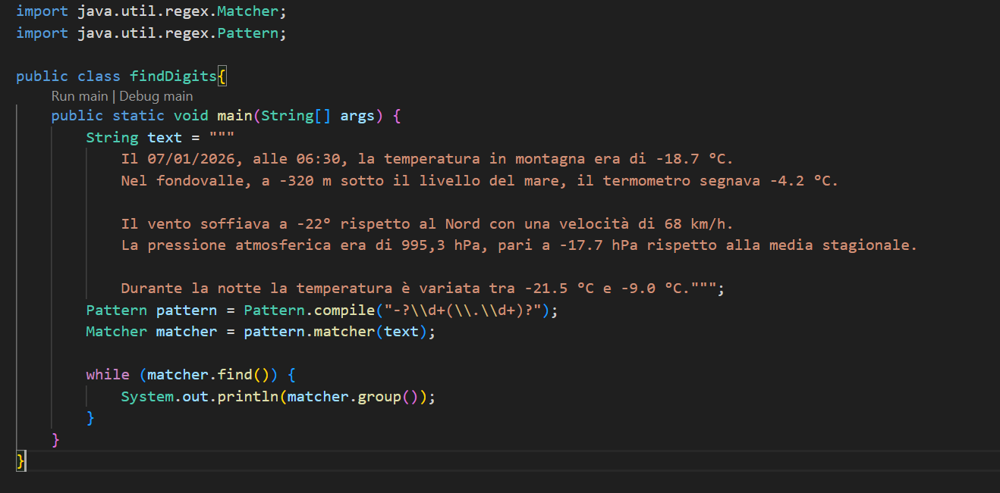 import java.util.regex.Matcher;
import java.util.regex.Pattern;
public class findDigits{
Run main | Debug main
public static void main(String[] args) {
String text = """
Il 07/01/2026, alle 06:30, la temperatura in montagna era di -18.7 °C.
Nel fondovalle, a -320 m sotto il livello del mare, il termometro segnava -4.2 °C.
Il vento soffiava a -22° rispetto al Nord con una velocità di 68 km/h.
La pressione atmosferica era di 995,3 hPa, pari a -17.7 hPa rispetto alla media stagionale.
Durante la notte la temperatura è variata tra -21.5 °C e -9.0 °C.""";
Pattern pattern = Pattern.compile("-?\\d+(\\.\\d+)?");
Matcher matcher = pattern.matcher(text);
while (matcher.find()) {
System.out.println(matcher.group());
}
}
}